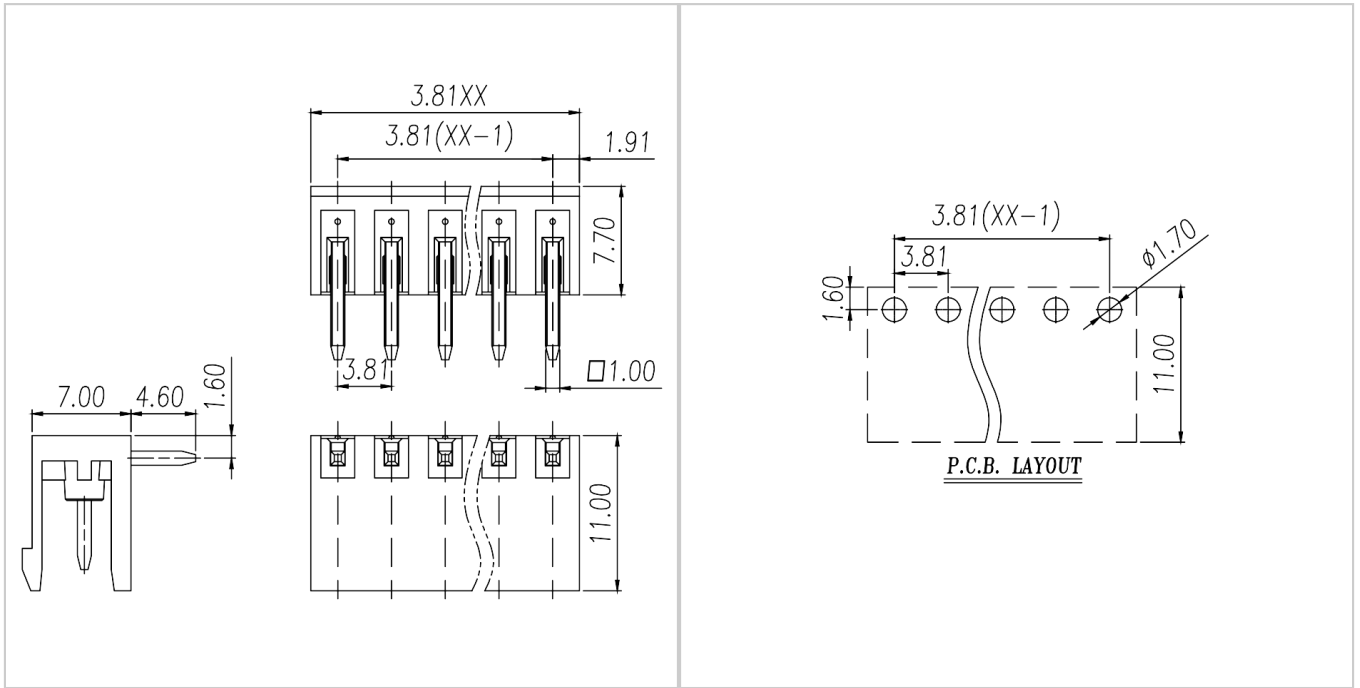 3.81XX
3.81(XX-1)
1.91
7.70
3.81
□1.00
7.00
4.60
1.60
11.00
3.81(XX-1)
3.81
ø1.70
1.60
11.00
P.C.B. LAYOUT